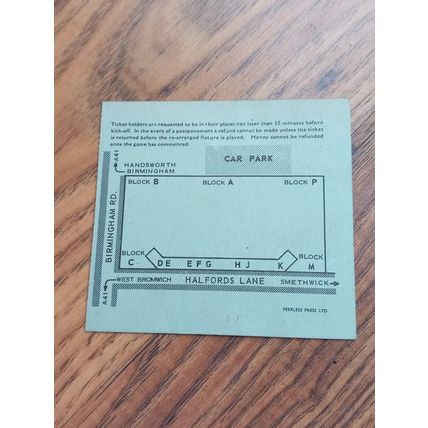 Ticket holders are requested to be in their places not later than 15 minutes before
kick-off. In the event of a postponement a refund cannot be made unless the ticket
is returned before the re-arranged fixture is played. Money cannot be refunded
once the game has commenced.
A41
HANDSWORTH
BIRMINGHAM
CAR PARK
BLOCK B
BLOCK A
BLOCK P
BIRMINGHAM RD.
BLOCK
C
D E
E F G
H J
K
BLOCK
M
A41
WEST BROMWICH
HALFORDS LANE
SMETHWICK
PEERLESS PRESS LTD